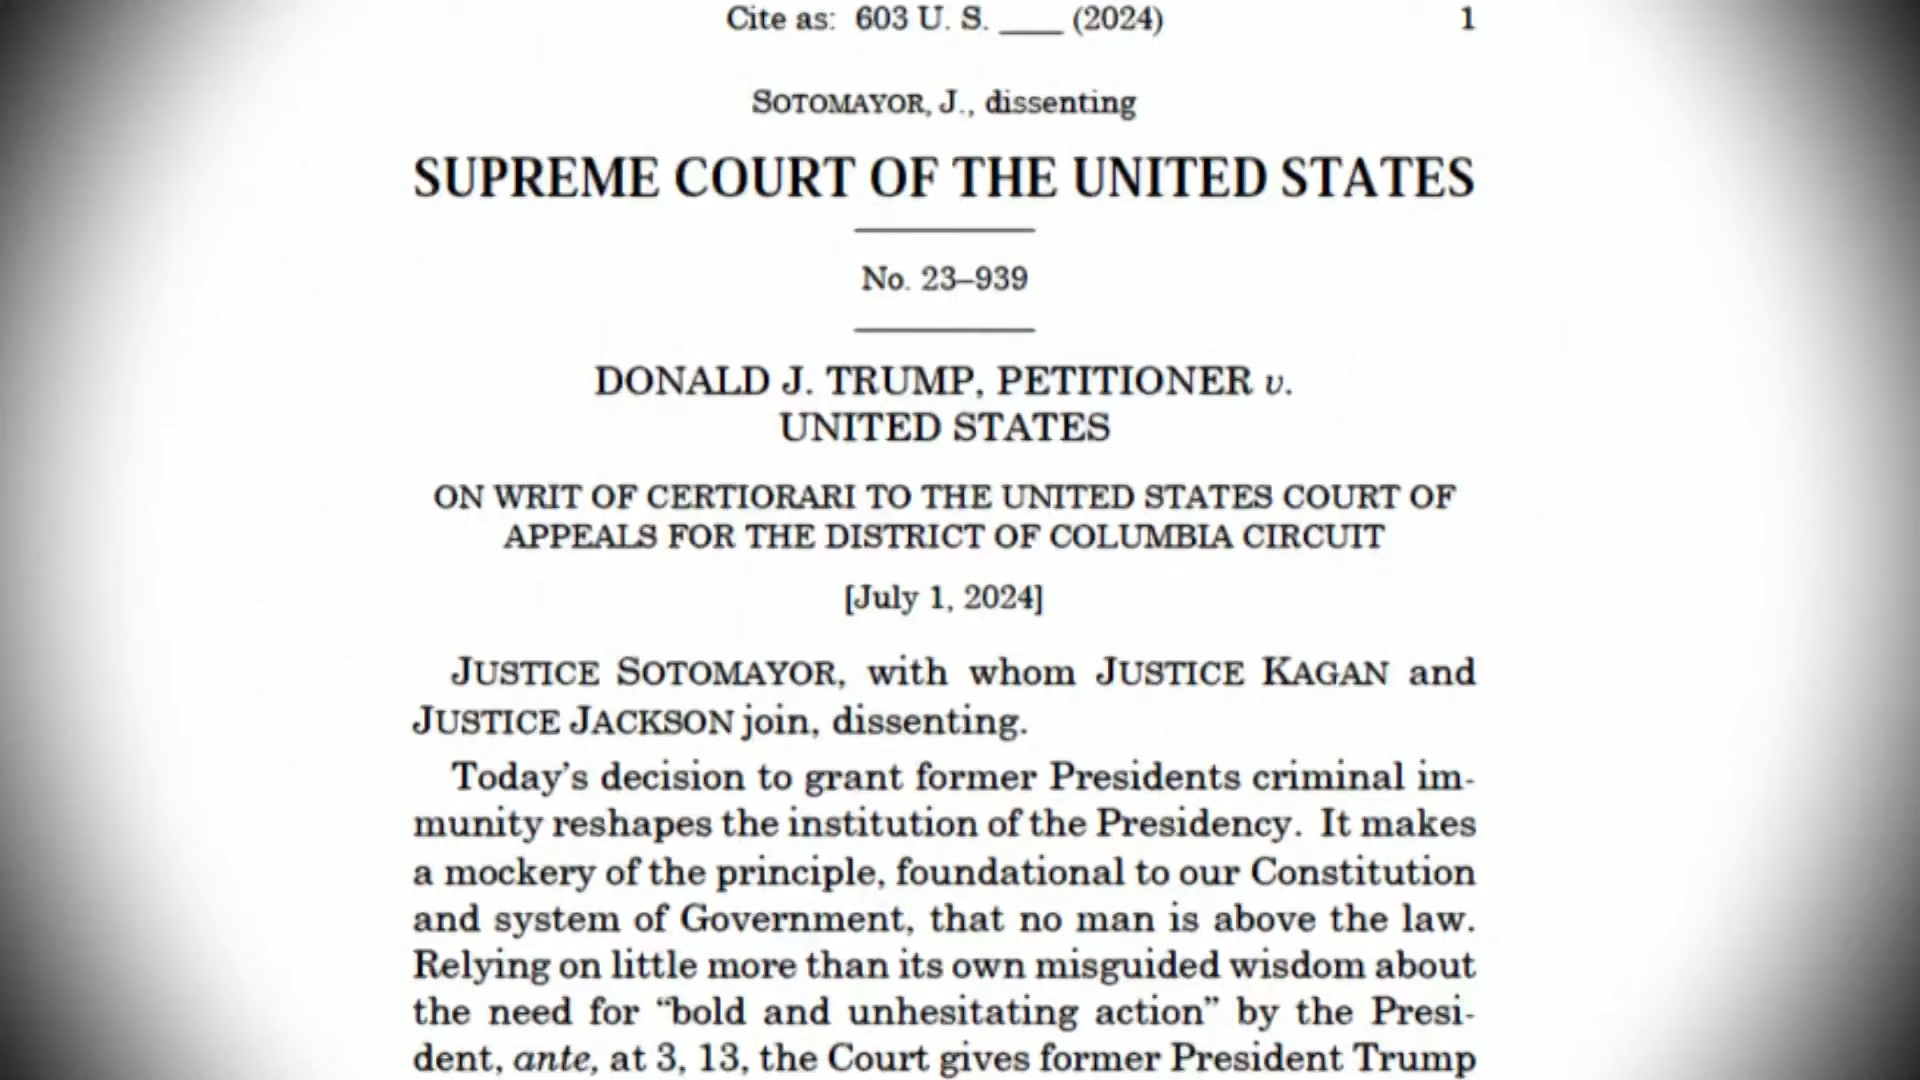 Cite as: 603 U. S. ____ (2024) 1
SOTOMAYOR, J., dissenting
SUPREME COURT OF THE UNITED STATES
No. 23–939
DONALD J. TRUMP, PETITIONER v.
UNITED STATES
ON WRIT OF CERTIORARI TO THE UNITED STATES COURT OF
APPEALS FOR THE DISTRICT OF COLUMBIA CIRCUIT
[July 1, 2024]
JUSTICE SOTOMAYOR, with whom JUSTICE KAGAN and
JUSTICE JACKSON join, dissenting.
Today’s decision to grant former Presidents criminal im-
munity reshapes the institution of the Presidency. It makes
a mockery of the principle, foundational to our Constitution
and system of Government, that no man is above the law.
Relying on little more than its own misguided wisdom about
the need for “bold and unhesitating action” by the Presi-
dent, ante, at 3, 13, the Court gives former President Trump